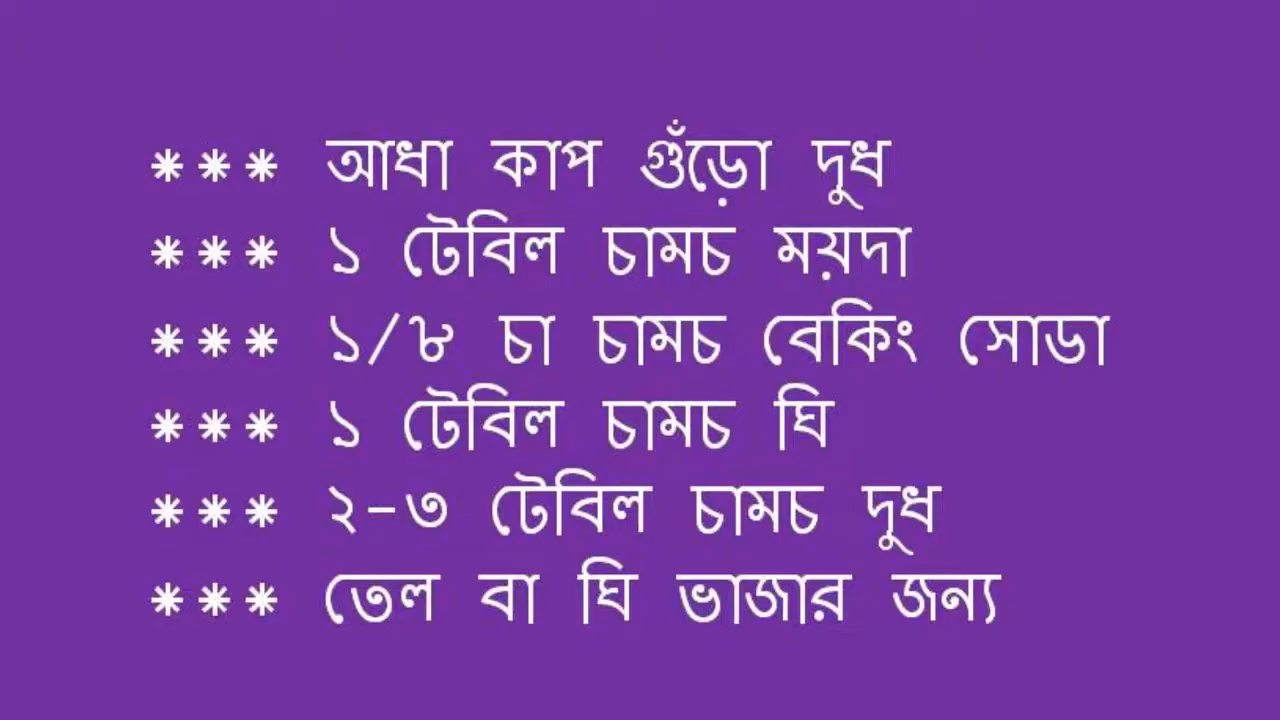 *** আধা কাপ গুঁড়ো দুধ
*** ১ টেবিল চামচ ময়দা
*** ১/৮ চা চামচ বেকিং সোডা
*** ১ টেবিল চামচ ঘি
*** ২-৩ টেবিল চামচ দুধ
*** তেল বা ঘি ভাজার জন্য